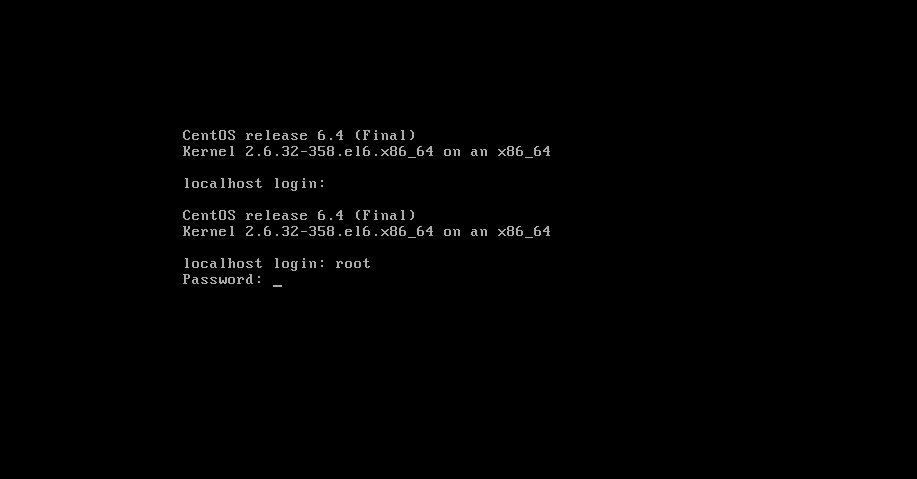 CentOS release 6.4 (Final)
Kernel 2.6.32-358.el6.x86_64 on an x86_64
localhost login:
CentOS release 6.4 (Final)
Kernel 2.6.32-358.el6.x86_64 on an x86_64
localhost login: root
Password: _